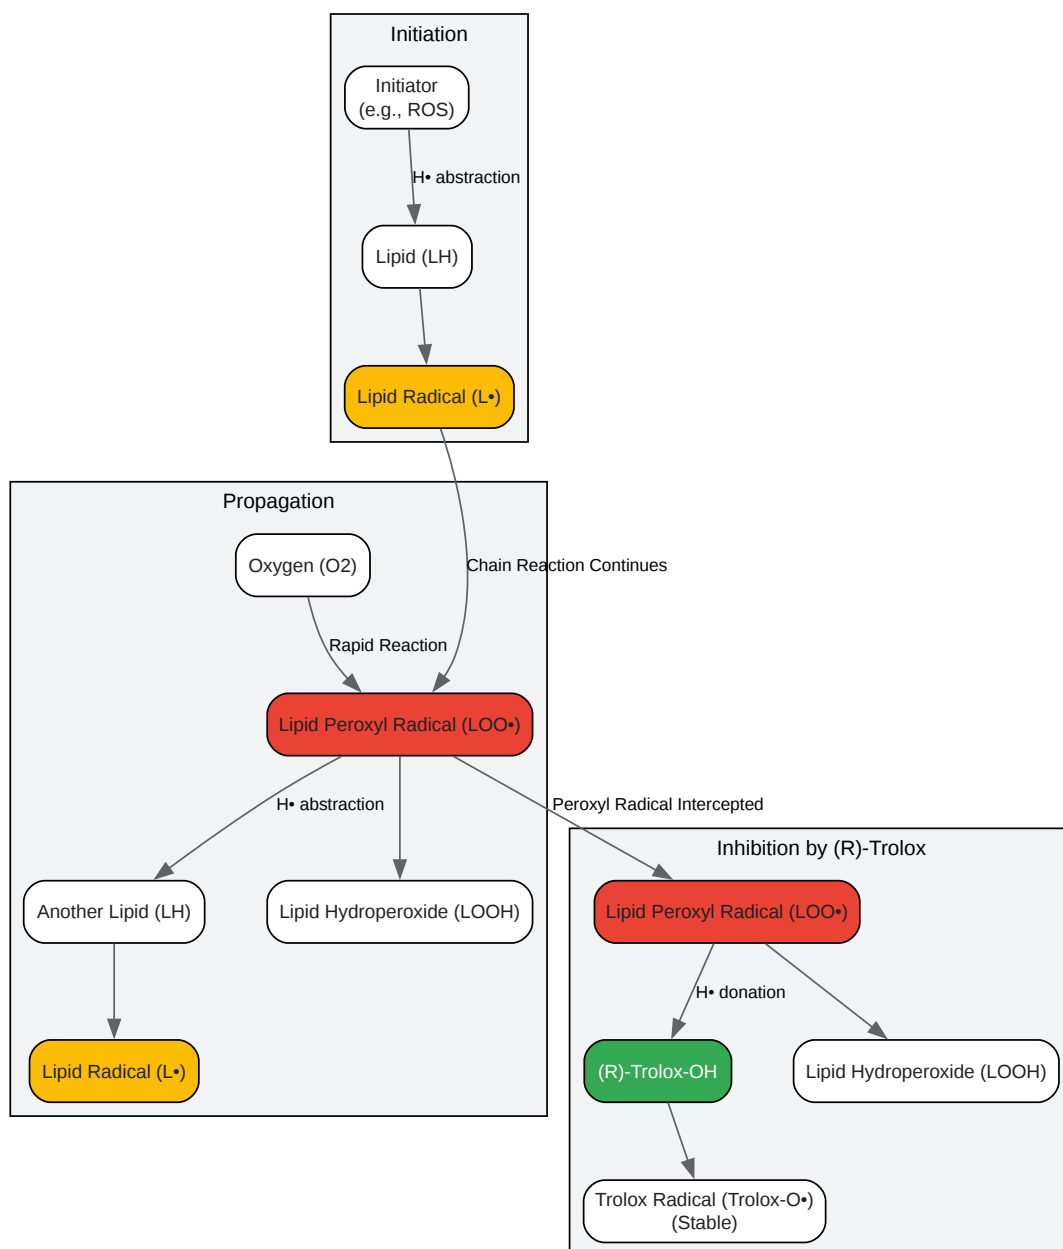 Initiation
Initiator
(e.g., ROS)
H• abstraction
Lipid (LH)
Lipid Radical (L•)
Propagation
Oxygen (O2)
Chain Reaction Continues
Rapid Reaction
Lipid Peroxyl Radical (LOO•)
H• abstraction
Peroxyl Radical Intercepted
Inhibition by (R)-Trolox
Another Lipid (LH)
Lipid Hydroperoxide (LOOH)
Lipid Peroxyl Radical (LOO•)
H• donation
Lipid Radical (L•)
(R)-Trolox-OH
Lipid Hydroperoxide (LOOH)
Trolox Radical (Trolox-O•)
(Stable)